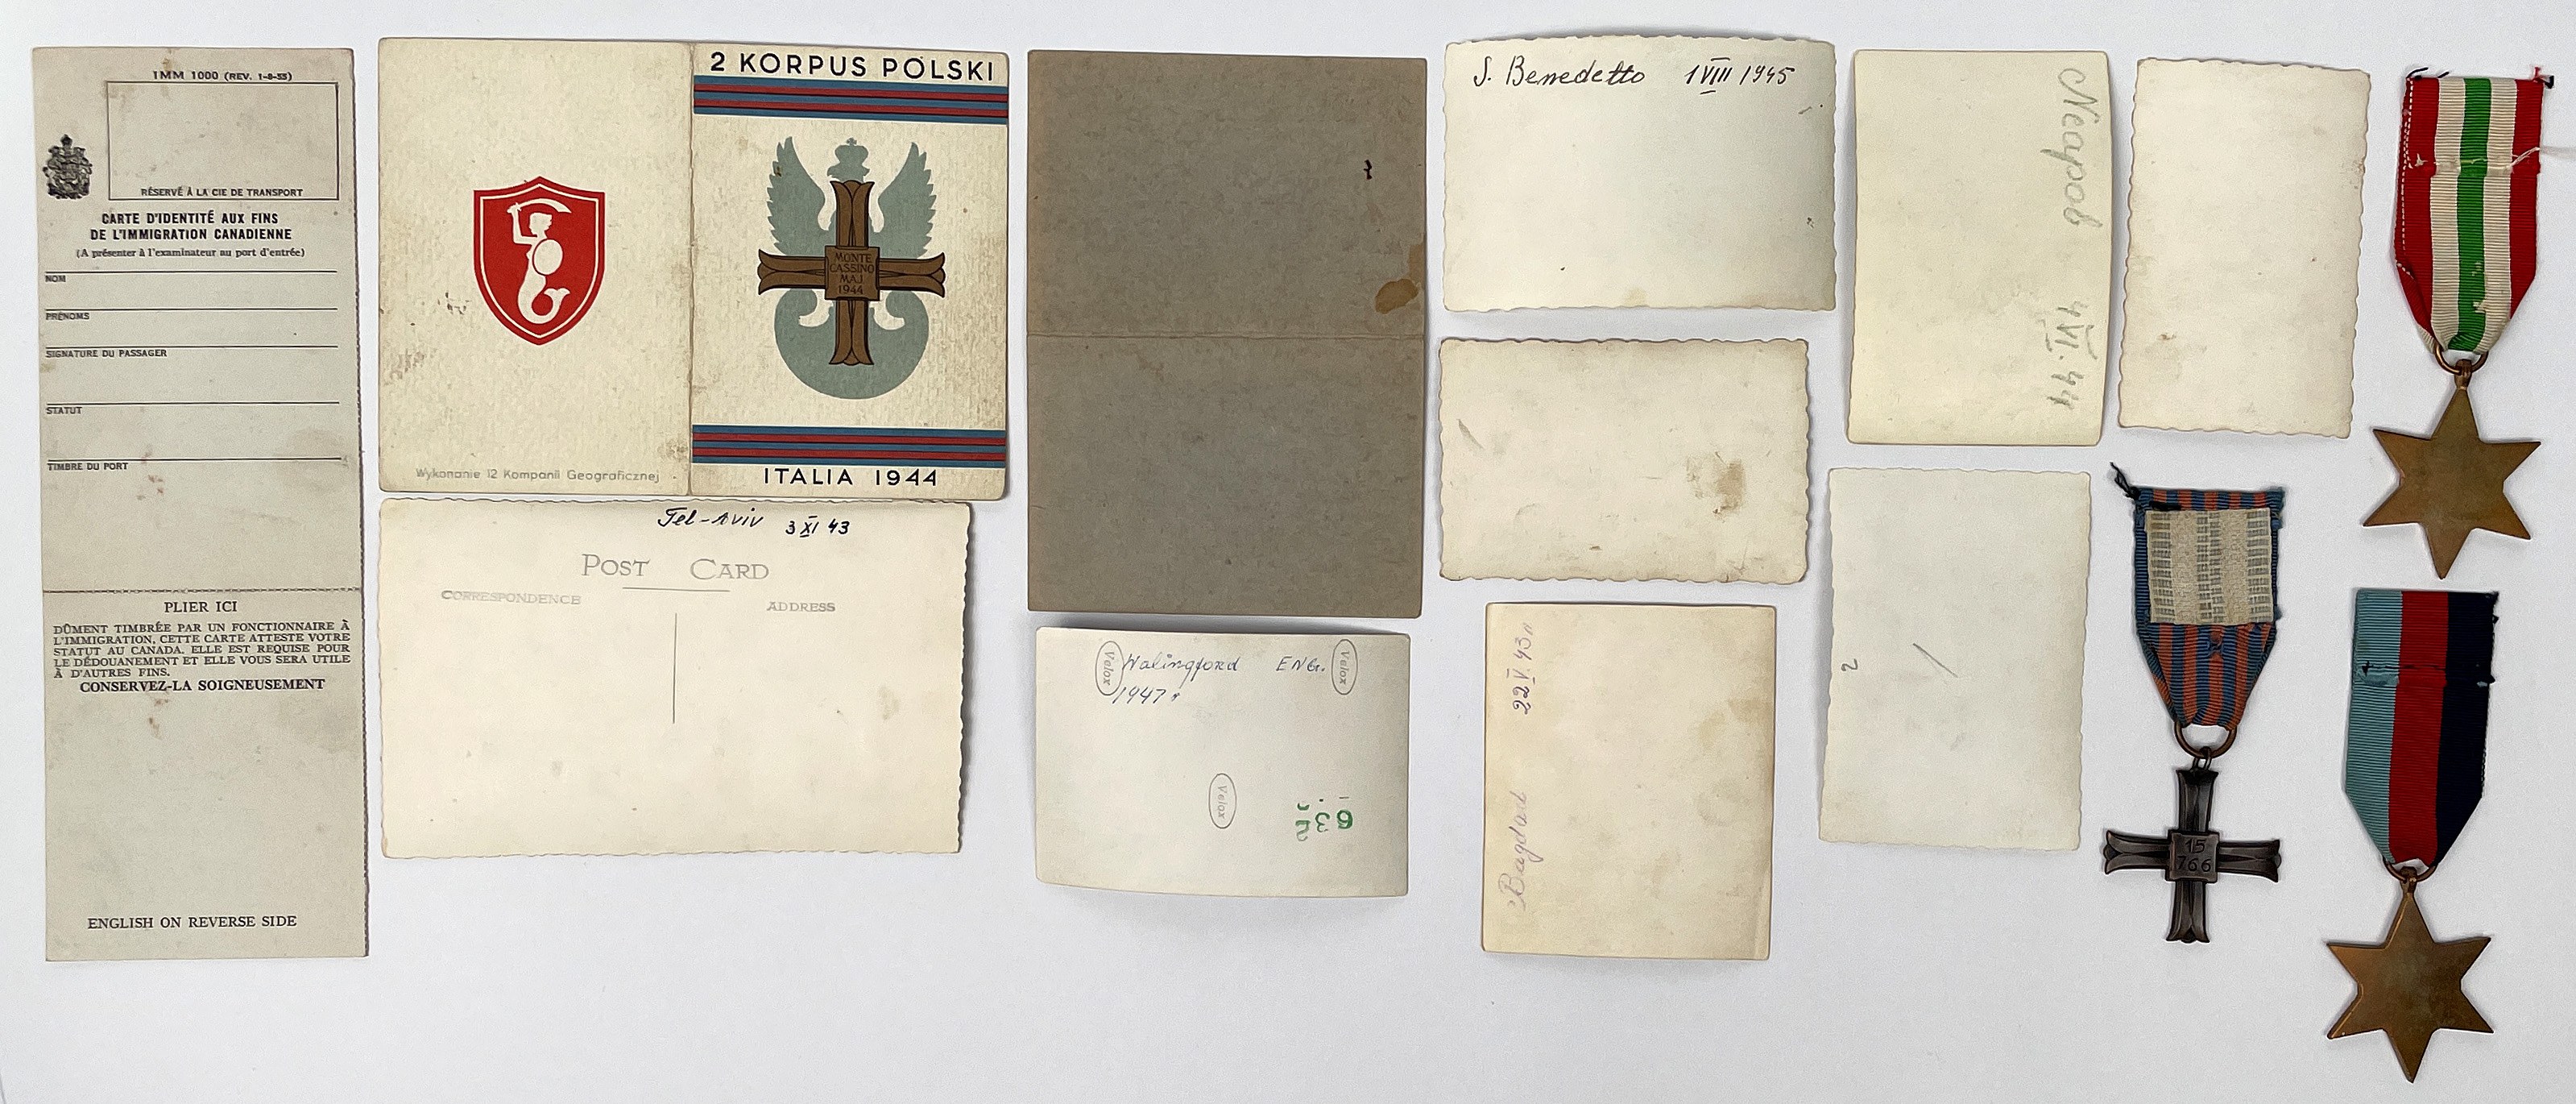 IMM 1000 (REV. 1-8-55)
RÉSERVÉ À LA CIE DE TRANSPORT
CARTE D'IDENTITÉ AUX FINS
DE L'IMMIGRATION CANADIENNE
(A présenter à l'examinateur au port d'entrée)
NOM
PRÉNOMS
SIGNATURE DU PASSAGER
STATUT
TIMBRE DU PORT
PLIER ICI
DÛMENT TIMBRÉE PAR UN FONCTIONNAIRE À
L'IMMIGRATION, CETTE CARTE ATTESTE VOTRE
STATUT AU CANADA. ELLE EST REQUISE POUR
LE DÉDOUANEMENT ET ELLE VOUS SERA UTILE
À D'AUTRES FINS.
CONSERVEZ-LA SOIGNEUSEMENT
ENGLISH ON REVERSE SIDE
Wykonanie 12 Kompanii Geograficznej
2 KORPUS POLSKI
MONTE
CASSINO
MAJ
1944
ITALIA 1944
Tel-Aviv 3 XI 43
POST CARD
CORRESPONDENCE
ADDRESS
Velox
Walingford ENG.
1947 r
Velox
Velox
S. Benedetto 1 VIII 1945
Bagdad 22 V. 43 r
Neapol 4 VI. 44
2
15
766